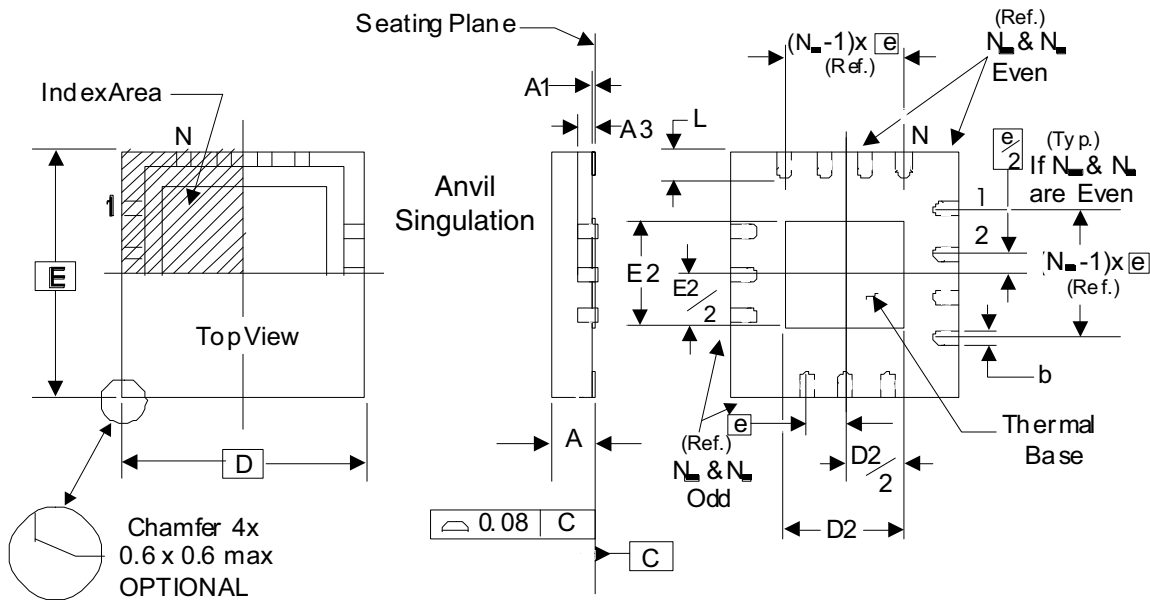 Seating Plane
IndexArea
N
1
E
TopView
D
Chamfer 4x
0.6 x 0.6 max
OPTIONAL
A1
A3
Anvil
Singulation
A
0.08 C
C
L
E2
E2
/
2
(N -1)x e
(Ref.)
(Ref.)
N & N
Even
N
e/2
(Typ.)
If N & N
are Even
1
2
(N -1)x e
(Ref.)
b
e
(Ref.)
N & N
Odd
D2
/
2
D2
Thermal
Base